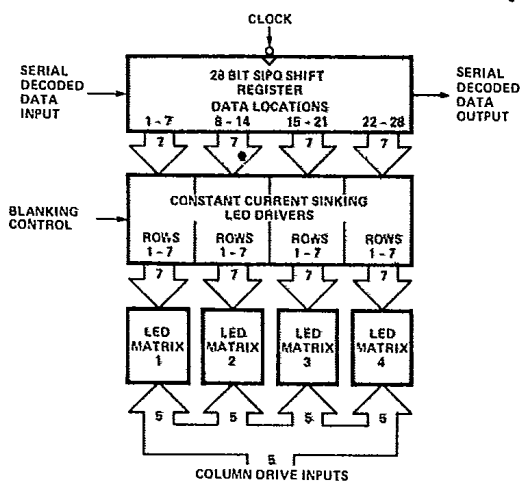 CLOCK
SERIAL
DECODED
DATA
INPUT
28 BIT SIPO SHIFT
REGISTER
DATA LOCATIONS
1-7 8-14 15-21 22-28
SERIAL
DECODED
DATA
OUTPUT
7 7 7 7
BLANKING
CONTROL
CONSTANT CURRENT SINKING
LED DRIVERS
ROWS ROWS ROWS ROWS
1-7 1-7 1-7 1-7
7 7 7 7
LED LED LED LED
MATRIX MATRIX MATRIX MATRIX
1 2 3 4
5 5 5 5
5
COLUMN DRIVE INPUTS